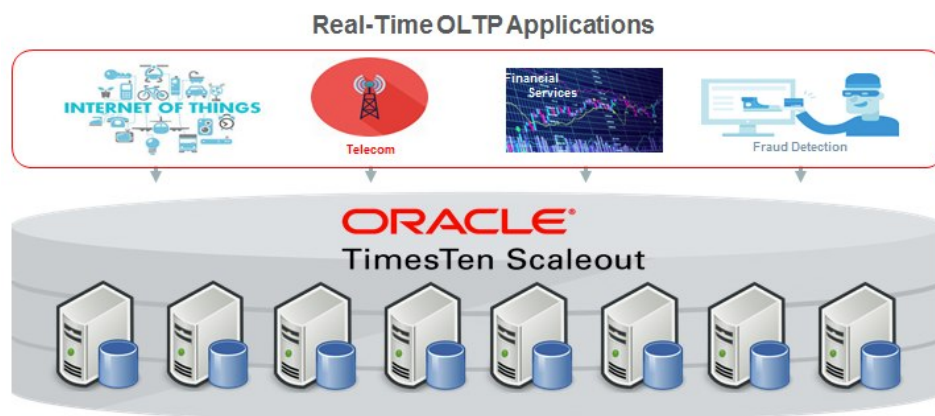 Real-Time OLTP Applications
INTERNET OF THINGS
Telecom
Financial
Services
Fraud Detection
ORACLE®
TimesTen Scaleout